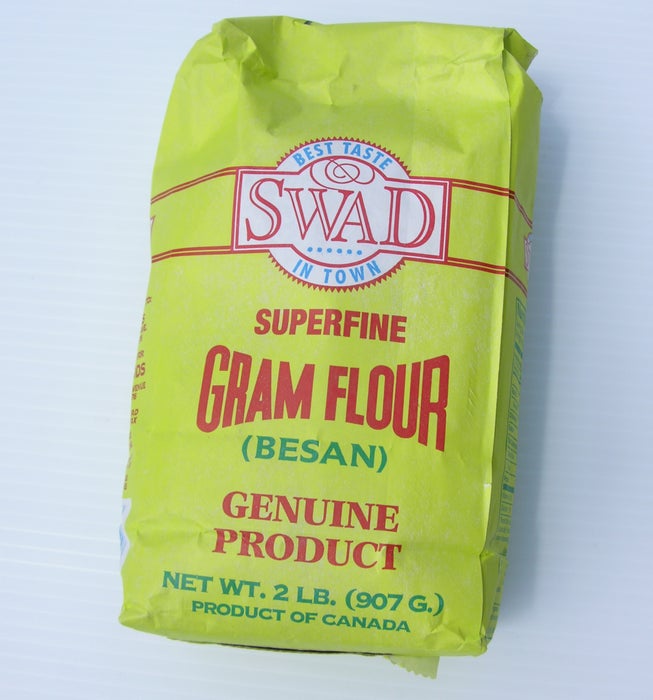 BEST TASTE
SWAD
IN TOWN
SUPERFINE
GRAM FLOUR
(BESAN)
GENUINE
PRODUCT
NET WT. 2 LB. (907 G.)
PRODUCT OF CANADA